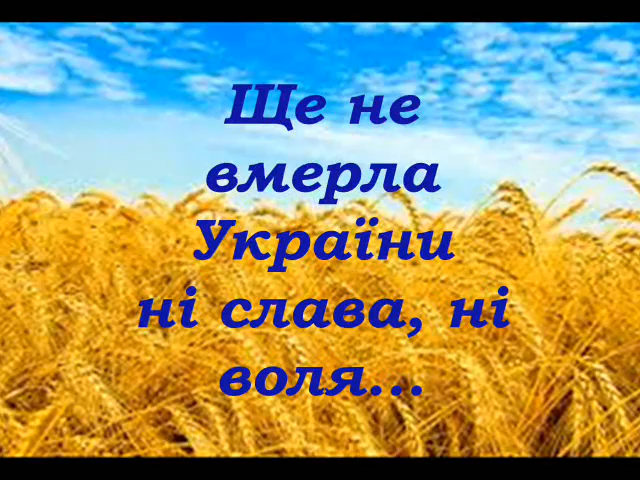 Ще не
вмерла
України
ні слава, ні
воля...